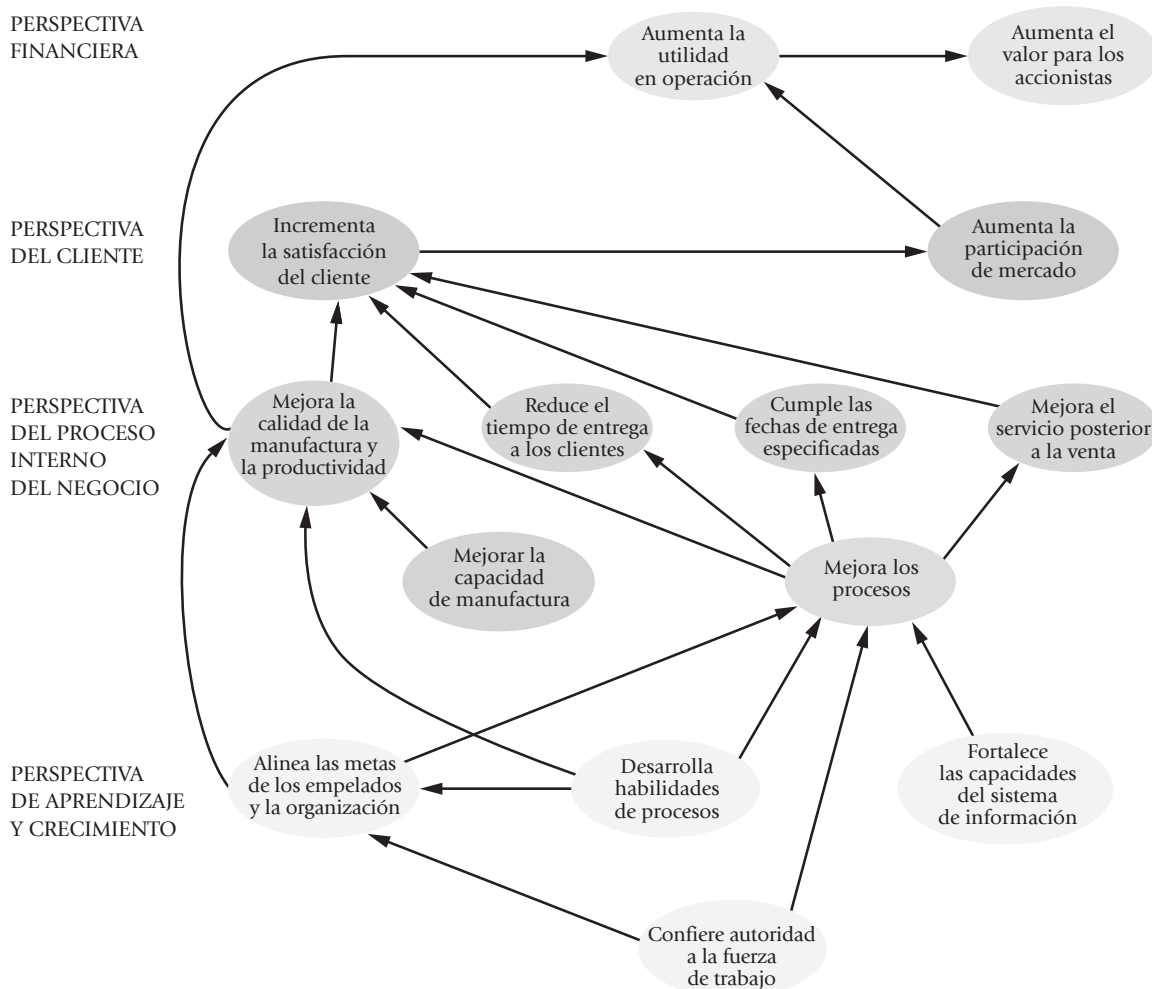 PERSPECTIVA
FINANCIERA
Aumenta la
utilidad
en operación
Aumenta el
valor para los
accionistas
PERSPECTIVA
DEL CLIENTE
Incrementa
la satisfacción
del cliente
Aumenta la
participación
de mercado
PERSPECTIVA
DEL PROCESO
INTERNO
DEL NEGOCIO
Mejora la
calidad de la
manufactura y
la productividad
Reduce el
tiempo de entrega
a los clientes
Cumple las
fechas de entrega
especificadas
Mejora el
servicio posterior
a la venta
Mejorar la
capacidad
de manufactura
Mejora los
procesos
PERSPECTIVA
DE APRENDIZAJE
Y CRECIMIENTO
Alinea las metas
de los empelados
y la organización
Desarrolla
habilidades
de procesos
Fortalece
las capacidades
del sistema
de información
Confiere autoridad
a la fuerza
de trabajo